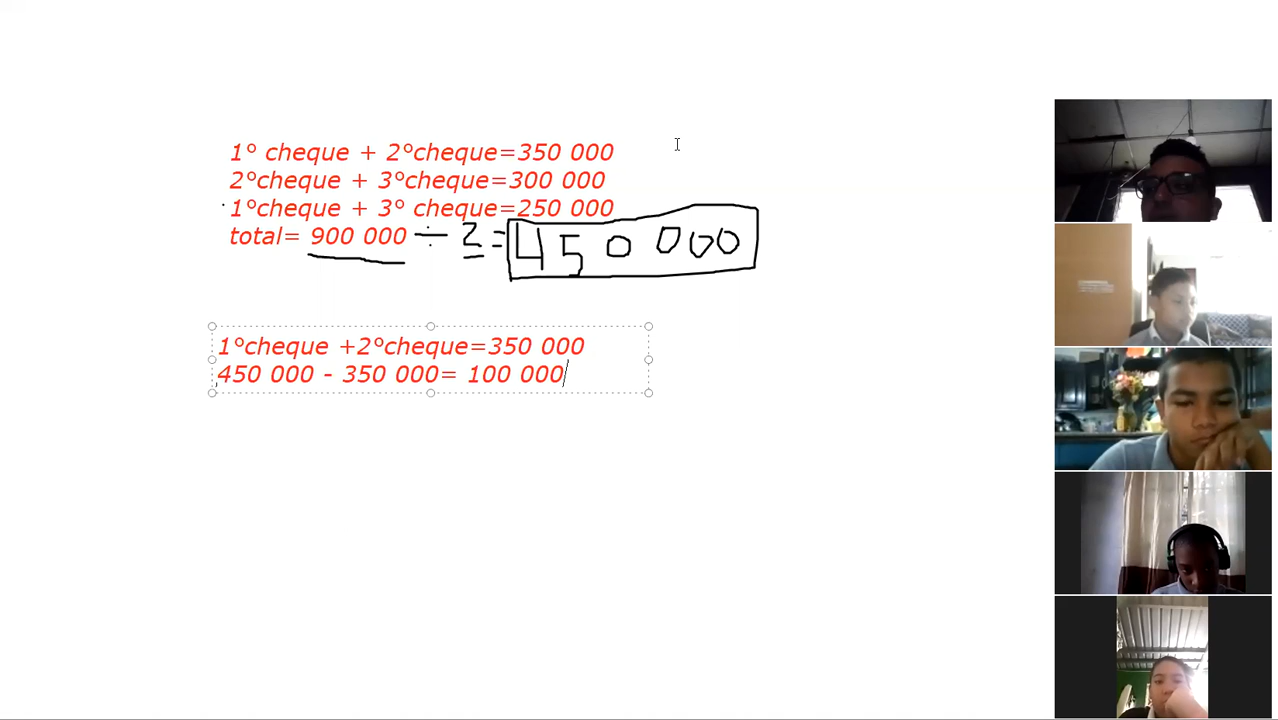 1° cheque + 2°cheque=350 000
2°cheque + 3°cheque=300 000
1°cheque + 3° cheque=250 000
total= 900 000 ÷ 2 = 450 000
1°cheque +2°cheque=350 000
450 000 - 350 000= 100 000